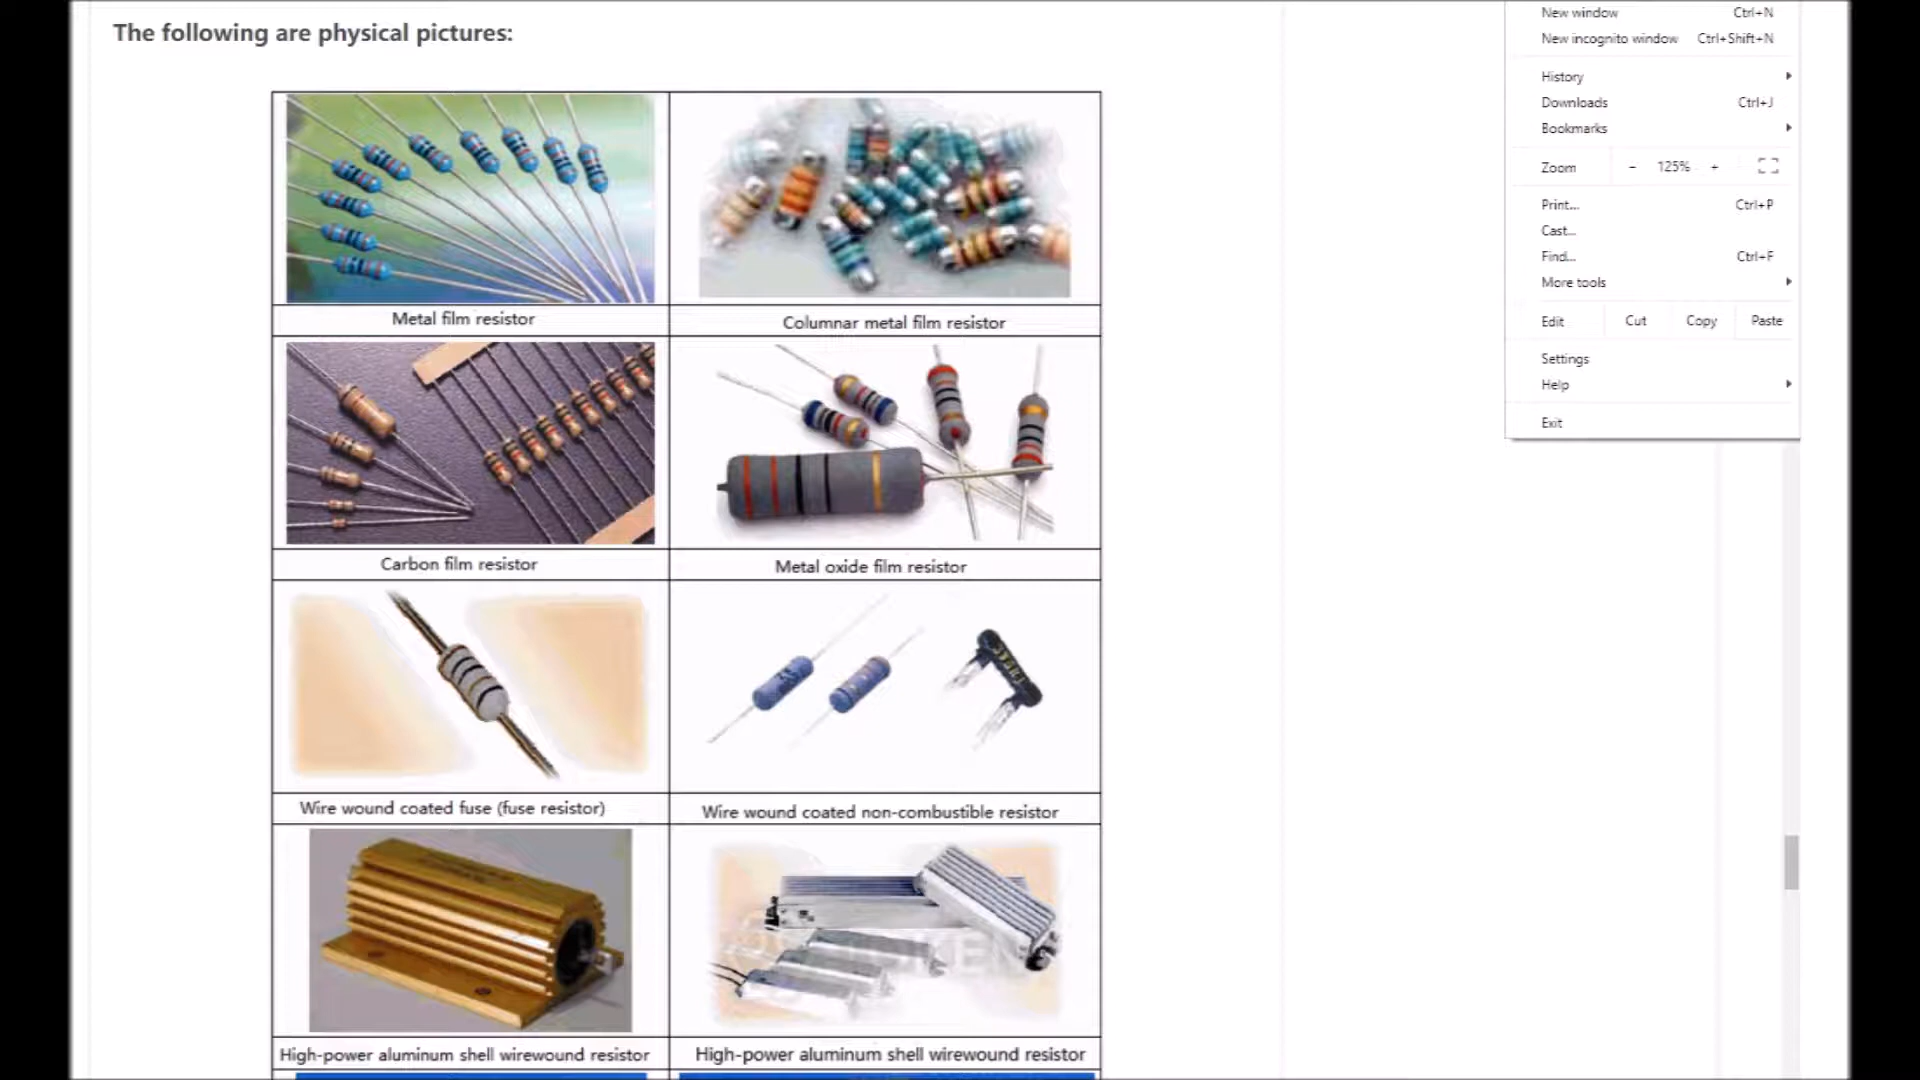 The following are physical pictures:
Metal film resistor
Columnar metal film resistor
Carbon film resistor
Metal oxide film resistor
Wire wound coated fuse (fuse resistor)
Wire wound coated non-combustible resistor
High-power aluminum shell wirewound resistor
High-power aluminum shell wirewound resistor
New window Ctrl+N
New incognito window Ctrl+Shift+N
History
Downloads Ctrl+J
Bookmarks
Zoom - 125% +
Print... Ctrl+P
Cast...
Find... Ctrl+F
More tools
Edit Cut Copy Paste
Settings
Help
Exit